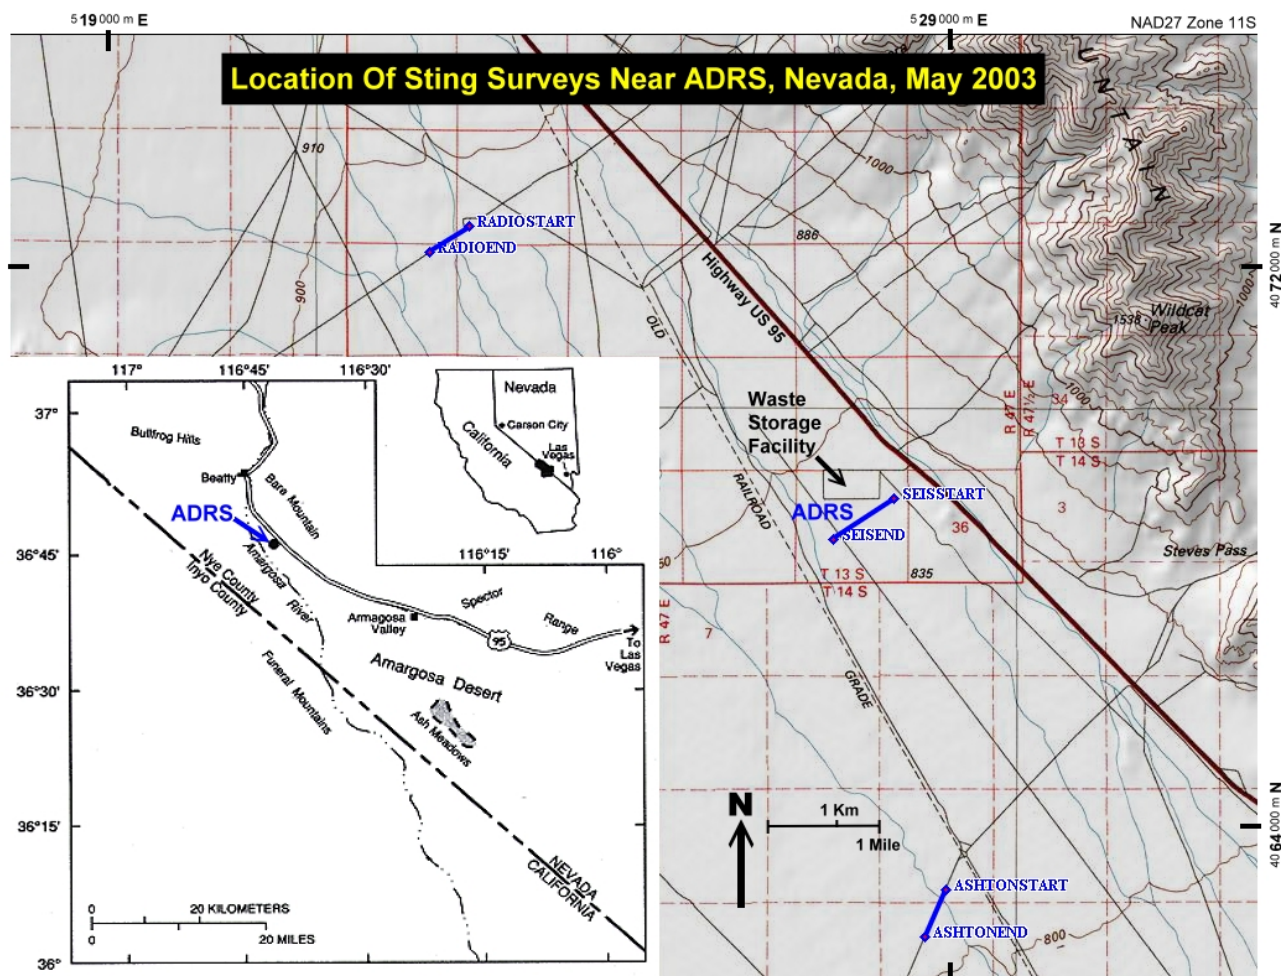 519000 m E
529000 m E
NAD27 Zone 11S
Location Of Sting Surveys Near ADRS, Nevada, May 2003
UNTAIN
910
1000
RADIOSTART
RADIOEND
886
4072000 m N
900
Highway US 95
OLD
1000
1538
Wildcat
Peak
1000
34
R 47 E
R 47½ E
T 13 S
T 14 S
Waste
Storage
Facility
RAILROAD
ADRS
SEISSTART
SEISEND
36
3
Steves Pass
T 13 S
T 14 S
835
R 47 E
7
GRADE
N
1 Km
1 Mile
4064000 m N
ASHTONSTART
ASHTONEND
800
117°
116°45'
116°30'
37°
Bullfrog Hills
Beatty
Bare Mountain
ADRS
36°45'
Nye County
Inyo County
Amargosa River
Nevada
Carson City
California
Las
Vegas
116°15'
116°
Armagosa
Valley
Spector Range
95
To
Las
Vegas
Amargosa Desert
Ash Meadows
Funeral Mountains
36°30'
36°15'
NEVADA
CALIFORNIA
0
20 KILOMETERS
0
20 MILES
36°